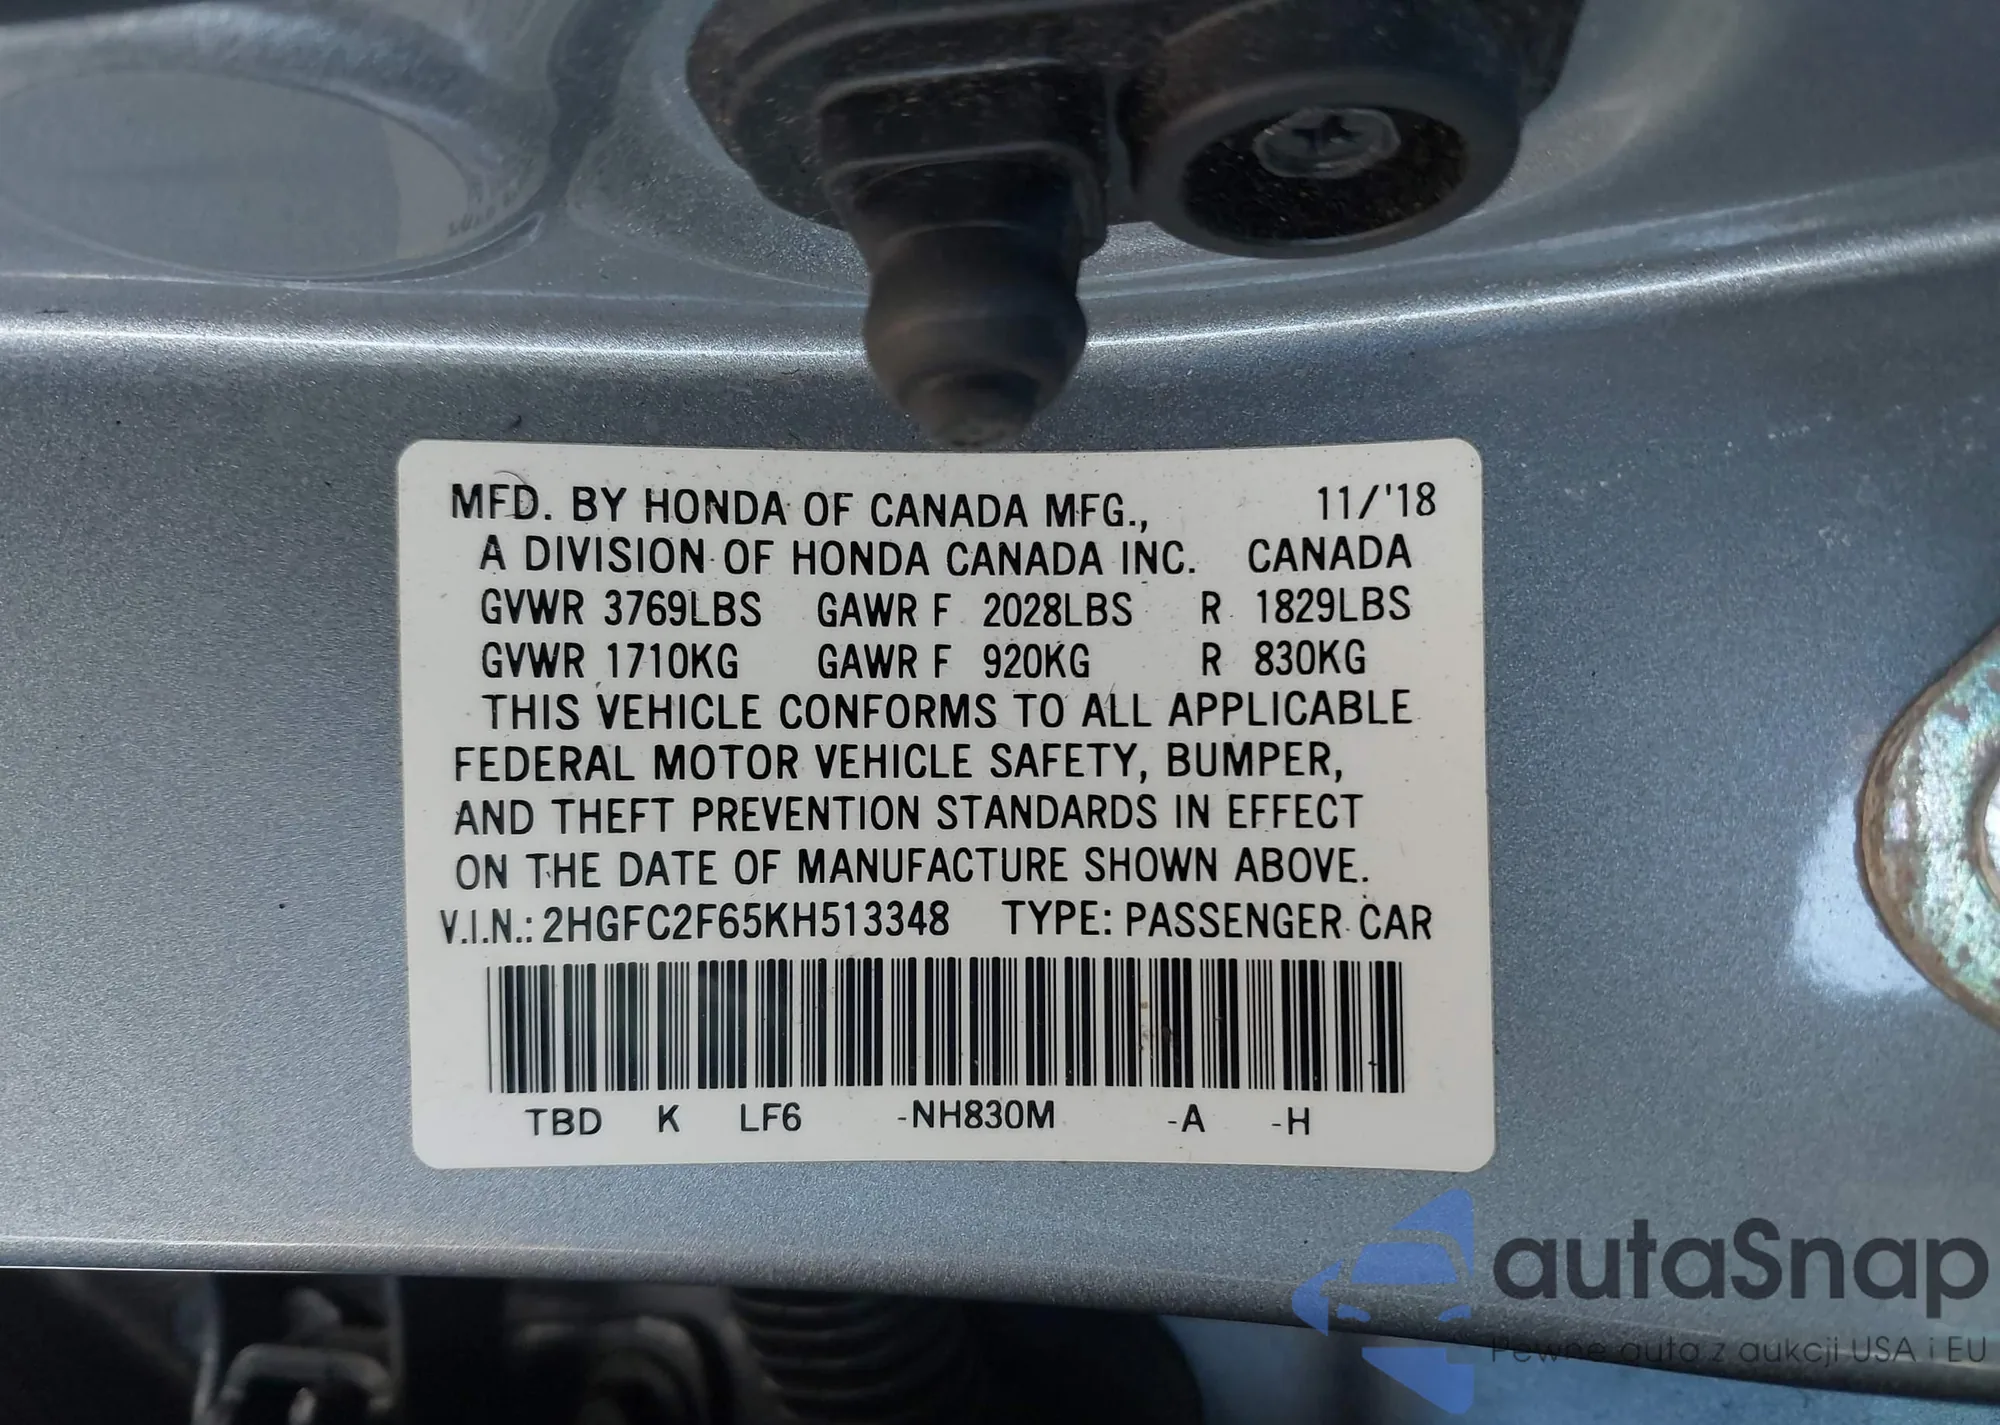 MFD. BY HONDA OF CANADA MFG., 11/'18
A DIVISION OF HONDA CANADA INC. CANADA
GVWR 3769LBS GAWR F 2028LBS R 1829LBS
GVWR 1710KG GAWR F 920KG R 830KG
THIS VEHICLE CONFORMS TO ALL APPLICABLE
FEDERAL MOTOR VEHICLE SAFETY, BUMPER,
AND THEFT PREVENTION STANDARDS IN EFFECT
ON THE DATE OF MANUFACTURE SHOWN ABOVE.
V.I.N.: 2HGFC2F65KH513348 TYPE: PASSENGER CAR
TBD K LF6 -NH830M -A -H
autaSnap
Pewne auta z aukcji USA i EU